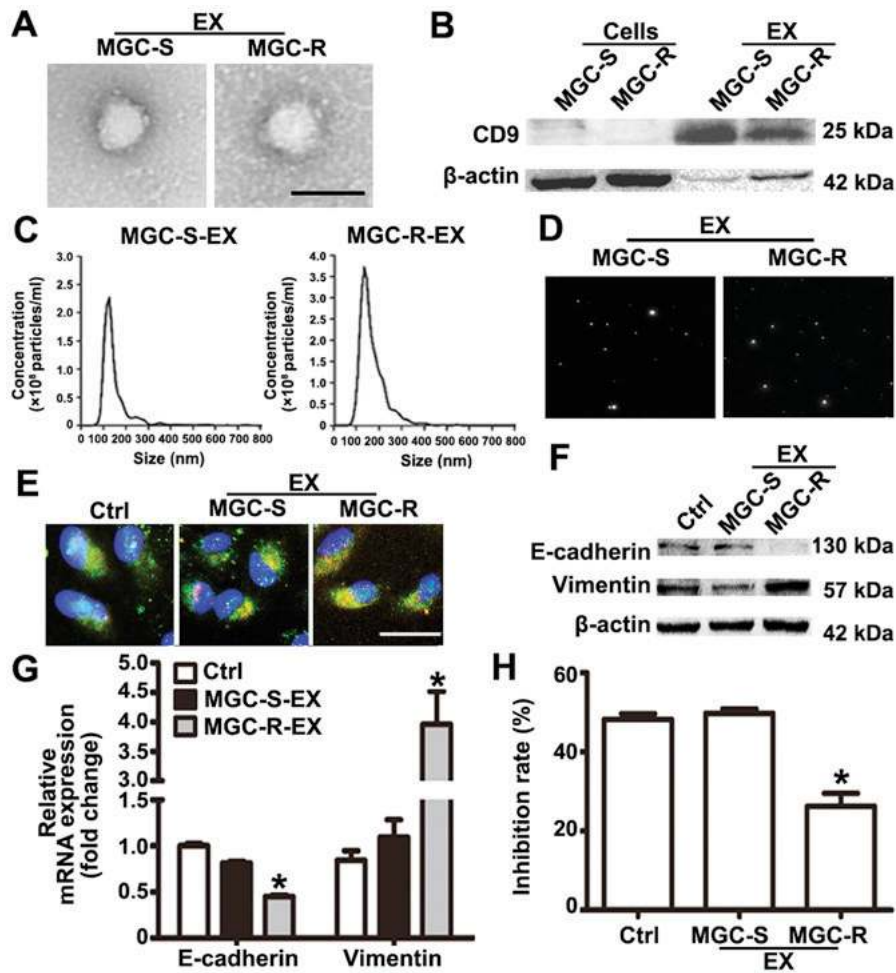 A
EX
MGC-S MGC-R
B
Cells EX
MGC-S MGC-R MGC-S MGC-R
CD9 25 kDa
β-actin 42 kDa
C
MGC-S-EX MGC-R-EX
Concentration
(×10⁸ particles/ml)
3.0
2.5
2.0
1.5
1.0
0.5
0
0 100 200 300 400 500 600 700 800
Size (nm)
Concentration
(×10⁸ particles/ml)
4.0
3.5
3.0
2.5
2.0
1.5
1.0
0.5
0
0 100 200 300 400 500 600 700 800
Size (nm)
D
EX
MGC-S MGC-R
E
EX
Ctrl MGC-S MGC-R
F
EX
Ctrl MGC-S MGC-R
E-cadherin 130 kDa
Vimentin 57 kDa
β-actin 42 kDa
G
Relative
mRNA expression
(fold change)
5.0
4.5
4.0
3.5
3.0
1.5
1.0
0.5
0
Ctrl
MGC-S-EX
MGC-R-EX
*
*
E-cadherin Vimentin
H
Inhibition rate (%)
60
40
20
0
*
Ctrl MGC-S MGC-R
EX